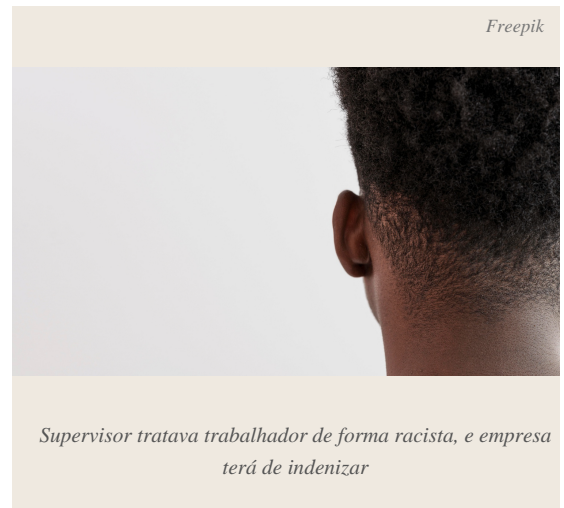 Freepik
Supervisor tratava trabalhador de forma racista, e empresa
terá de indenizar